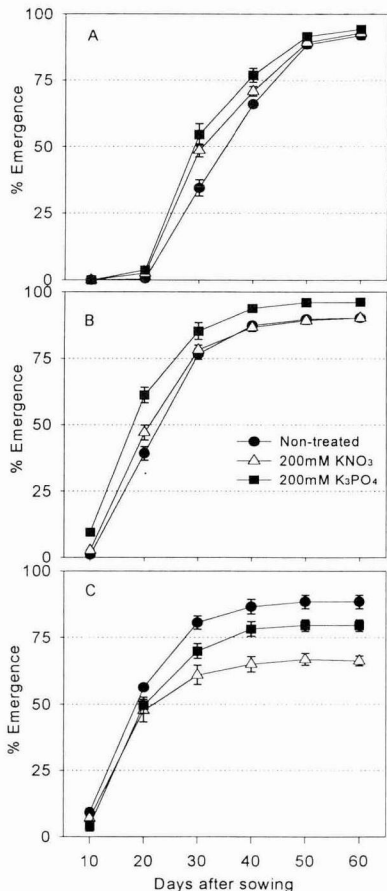 A
100
75
50
25
0
% Emergence
B
100
75
50
25
0
% Emergence
Non-treated
200mM KNO₃
200mM K₃PO₄
C
100
75
50
25
0
% Emergence
10 20 30 40 50 60
Days after sowing